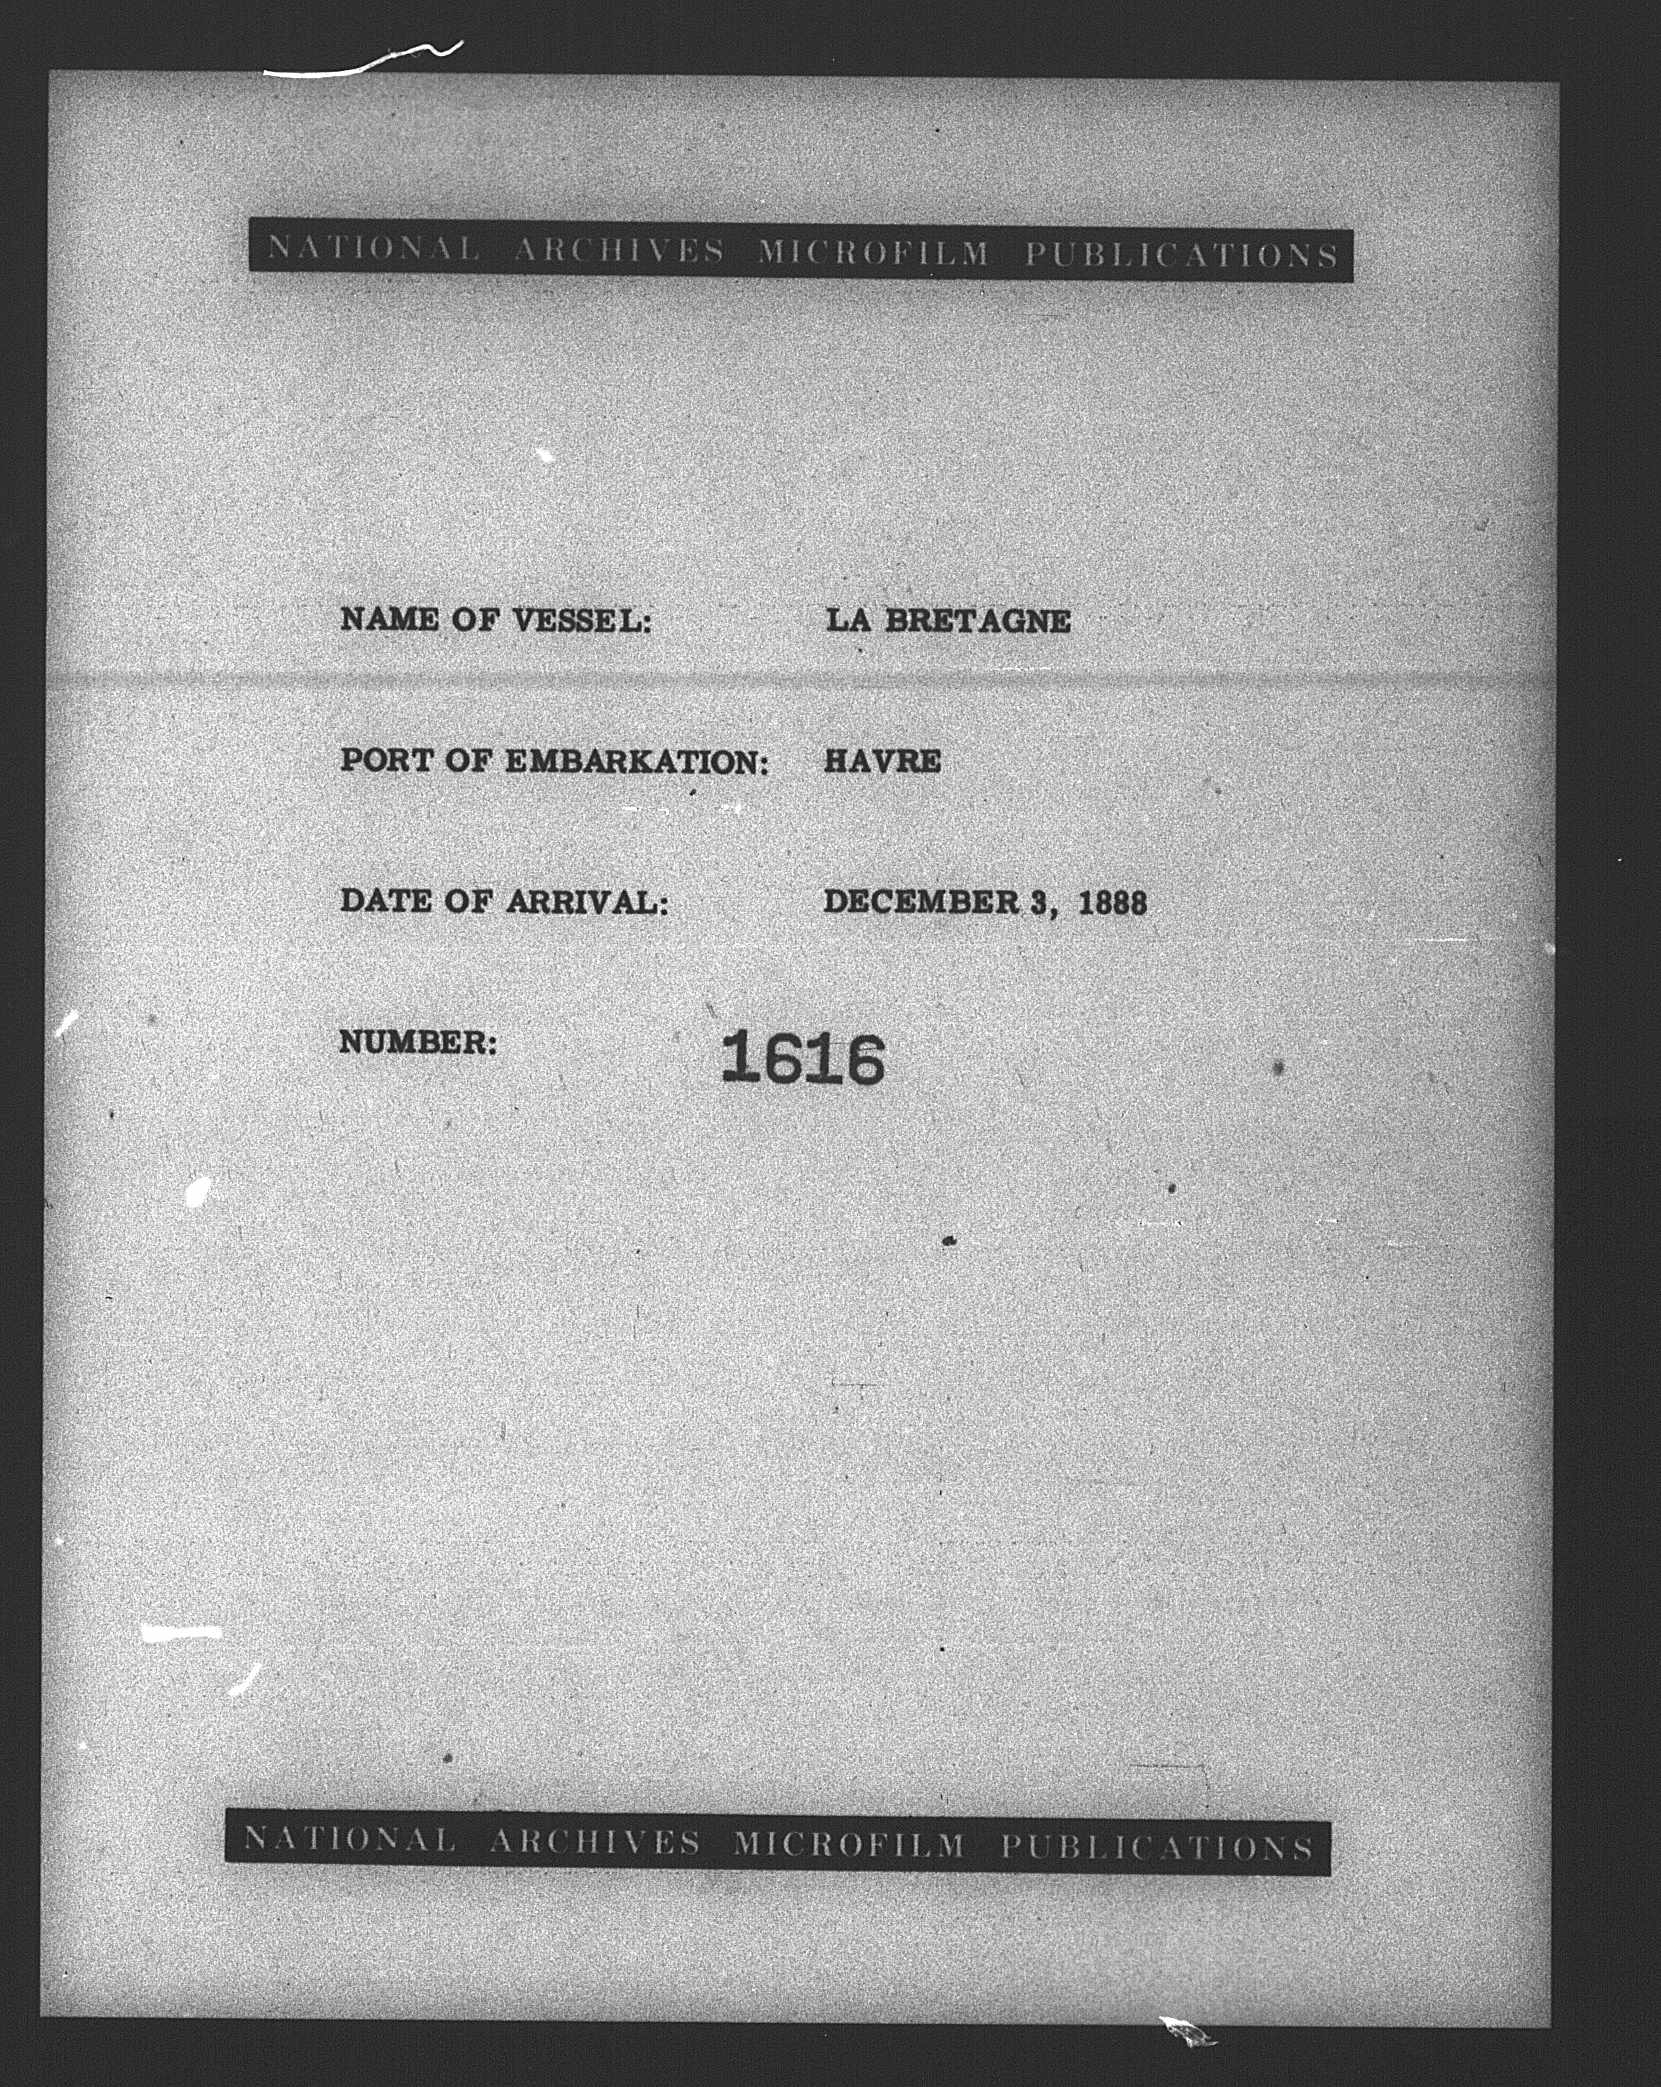 NATIONAL ARCHIVES MICROFILM PUBLICATIONS
NAME OF VESSEL: LA BRETAGNE
PORT OF EMBARKATION: HAVRE
DATE OF ARRIVAL: DECEMBER 3, 1888
NUMBER: 1616
NATIONAL ARCHIVES MICROFILM PUBLICATIONS